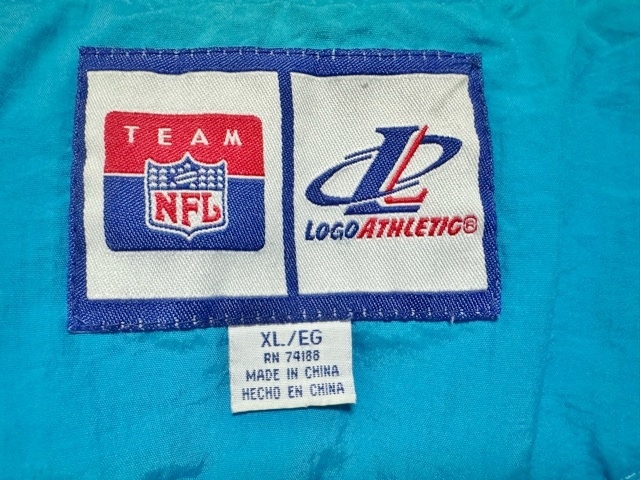 TEAM
NFL
LOGO ATHLETIC®
XL/EG
RN 74188
MADE IN CHINA
HECHO EN CHINA